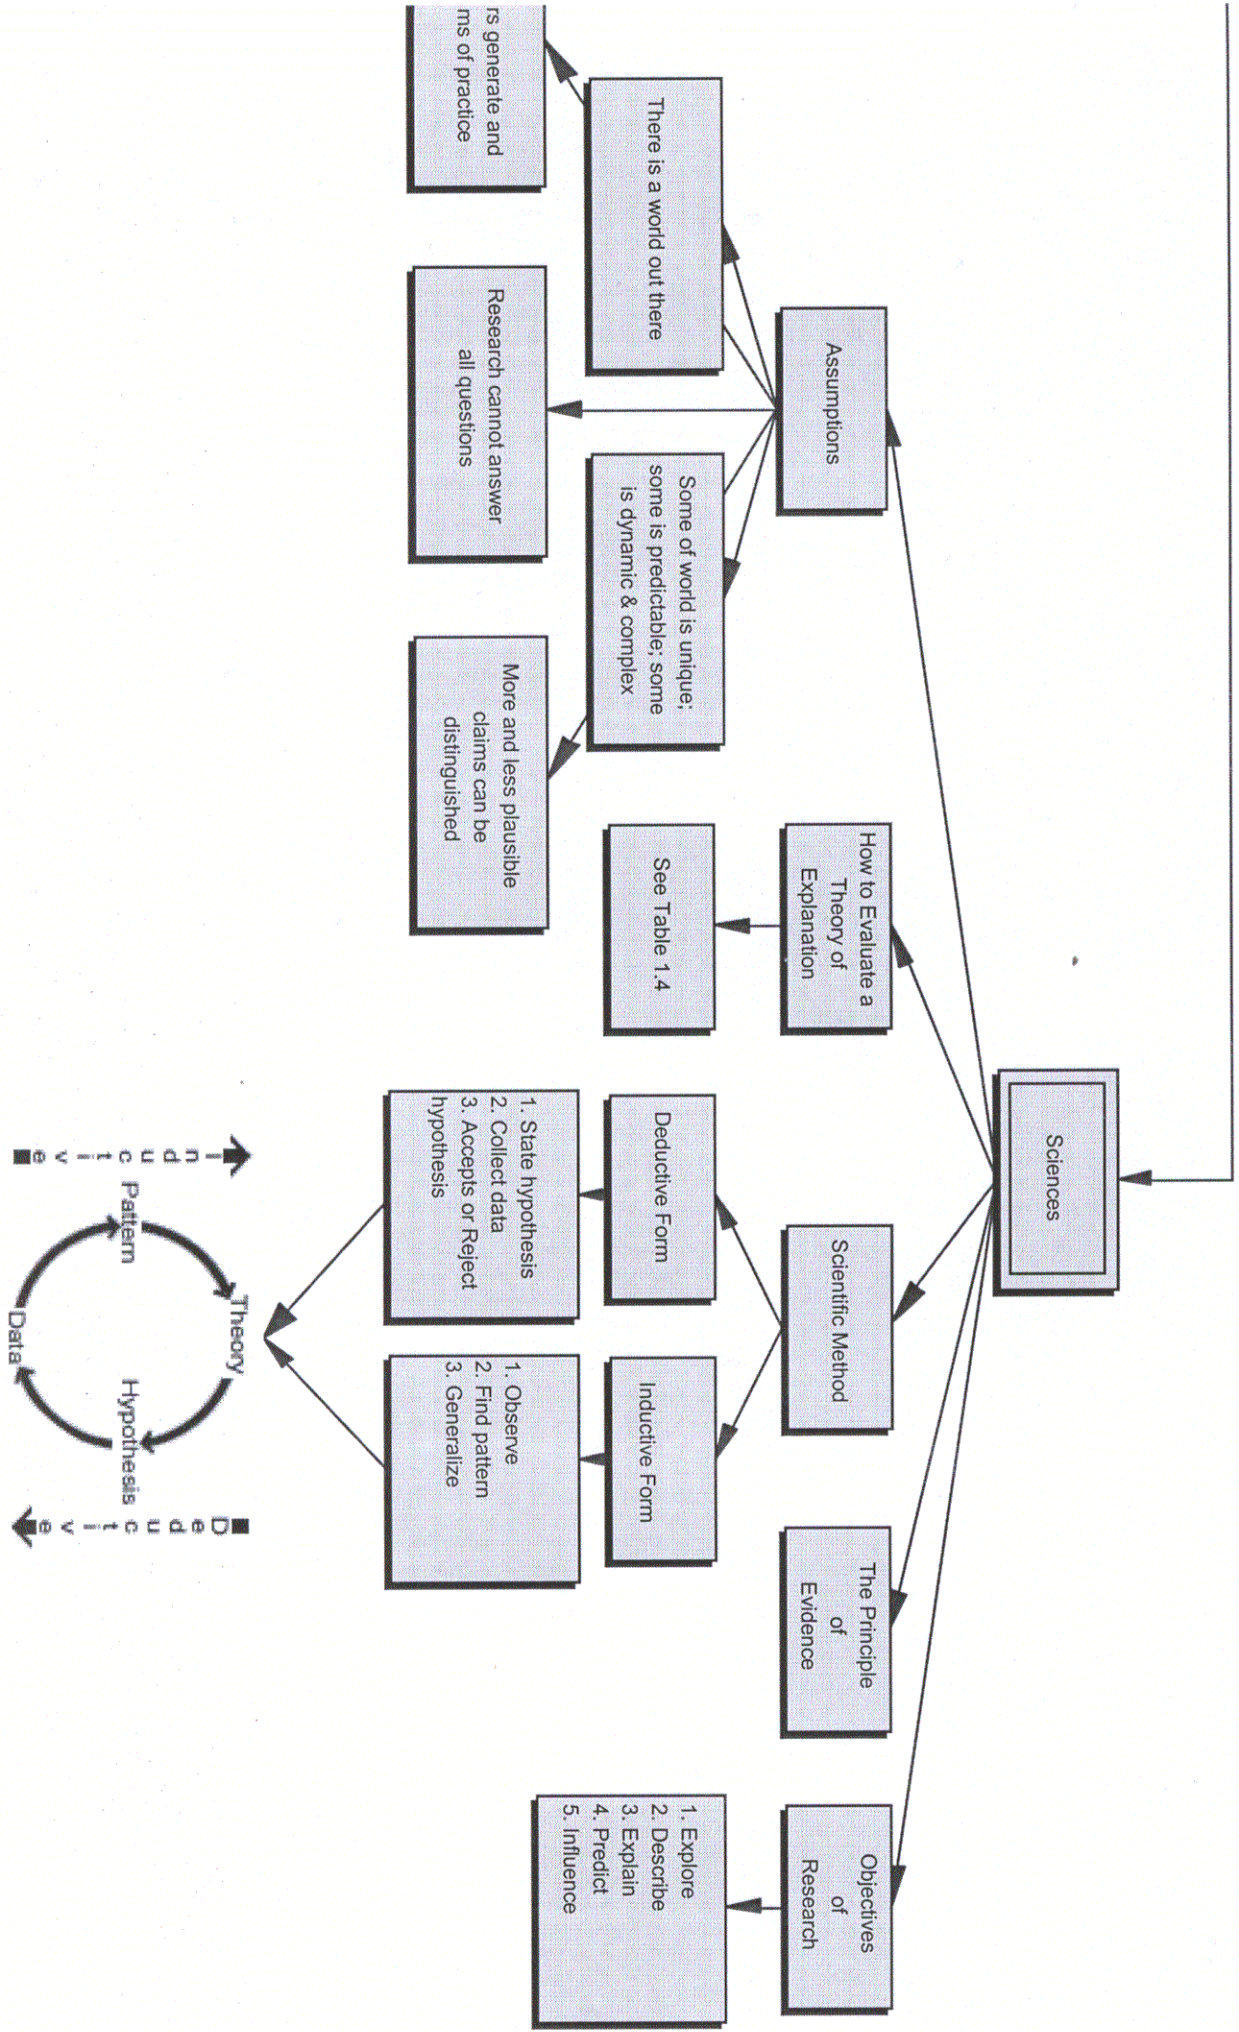 Sciences
Assumptions
How to Evaluate a
Theory of
Explanation
Scientific Method
The Principle
of
Evidence
Objectives
of
Research
There is a world out there
Some of world is unique;
some is predictable; some
is dynamic & complex
See Table 1.4
Deductive Form
Inductive Form
1. Explore
2. Describe
3. Explain
4. Predict
5. Influence
rs generate and
ms of practice
Research cannot answer
all questions
More and less plausible
claims can be
distinguished
1. State hypothesis
2. Collect data
3. Accepts or Reject
hypothesis
1. Observe
2. Find pattern
3. Generalize
Inductive
Theory
Pattern
Hypothesis
Data
Deductive